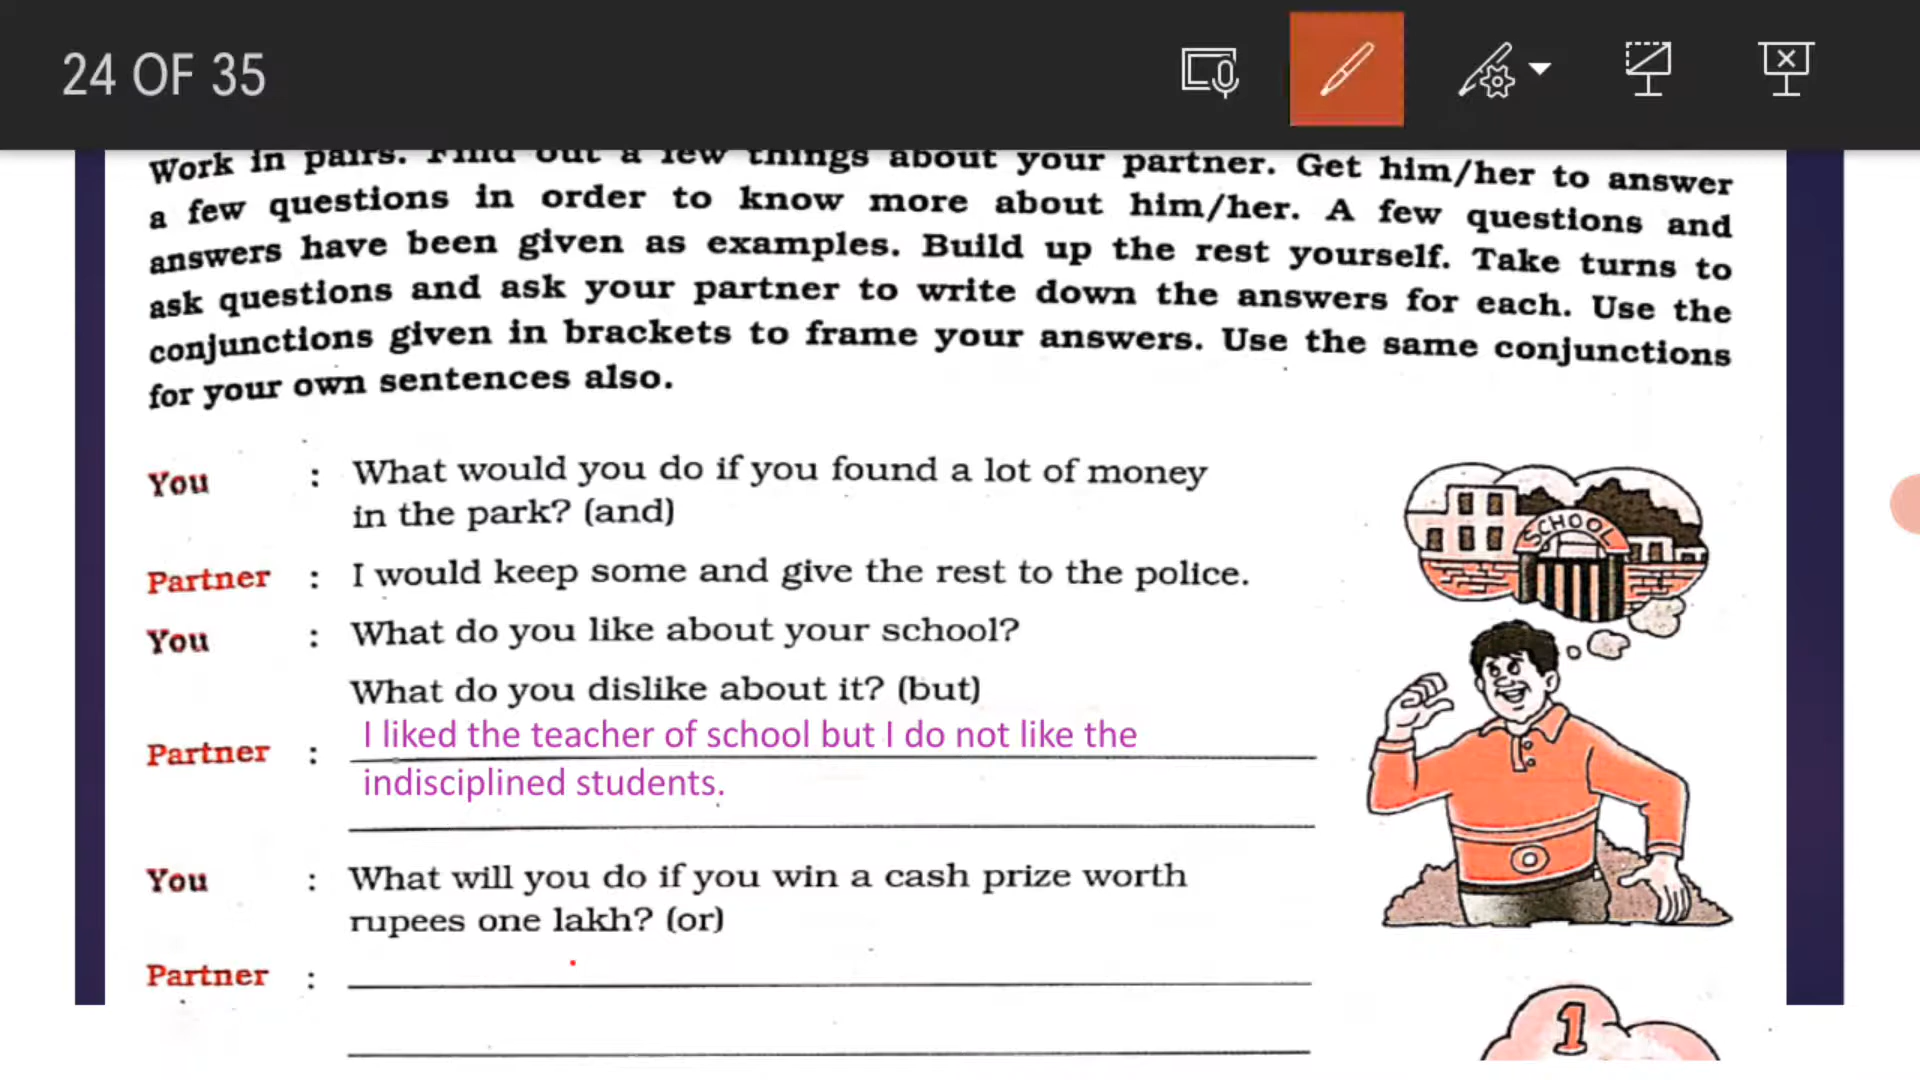 24 OF 35
Work in pairs. Find out a few things about your partner. Get him/her to answer
a few questions in order to know more about him/her. A few questions and
answers have been given as examples. Build up the rest yourself. Take turns to
ask questions and ask your partner to write down the answers for each. Use the
conjunctions given in brackets to frame your answers. Use the same conjunctions
for your own sentences also.
You : What would you do if you found a lot of money
in the park? (and)
Partner : I would keep some and give the rest to the police.
You : What do you like about your school?
What do you dislike about it? (but)
Partner : I liked the teacher of school but I do not like the
indisciplined students.
You : What will you do if you win a cash prize worth
rupees one lakh? (or)
Partner :
SCHOOL
1